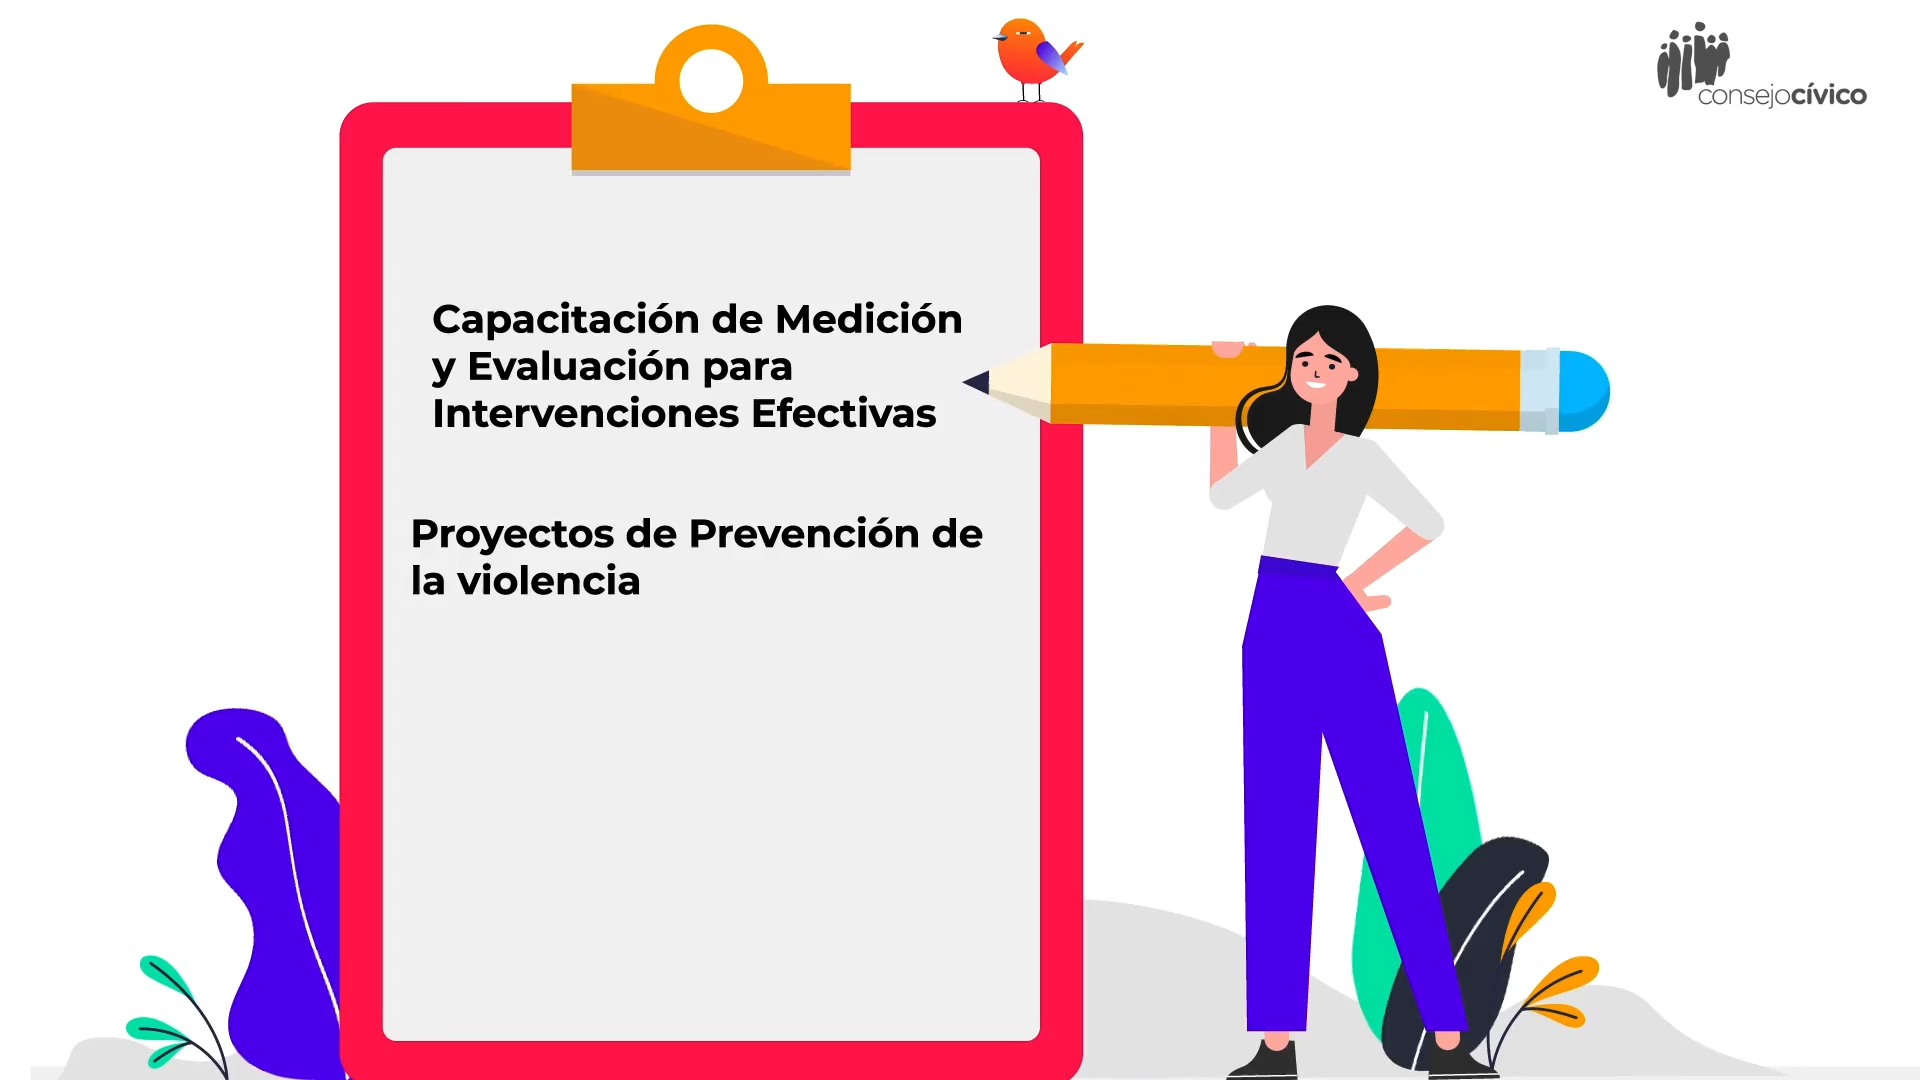 consejocívico
Capacitación de Medición
y Evaluación para
Intervenciones Efectivas
Proyectos de Prevención de
la violencia